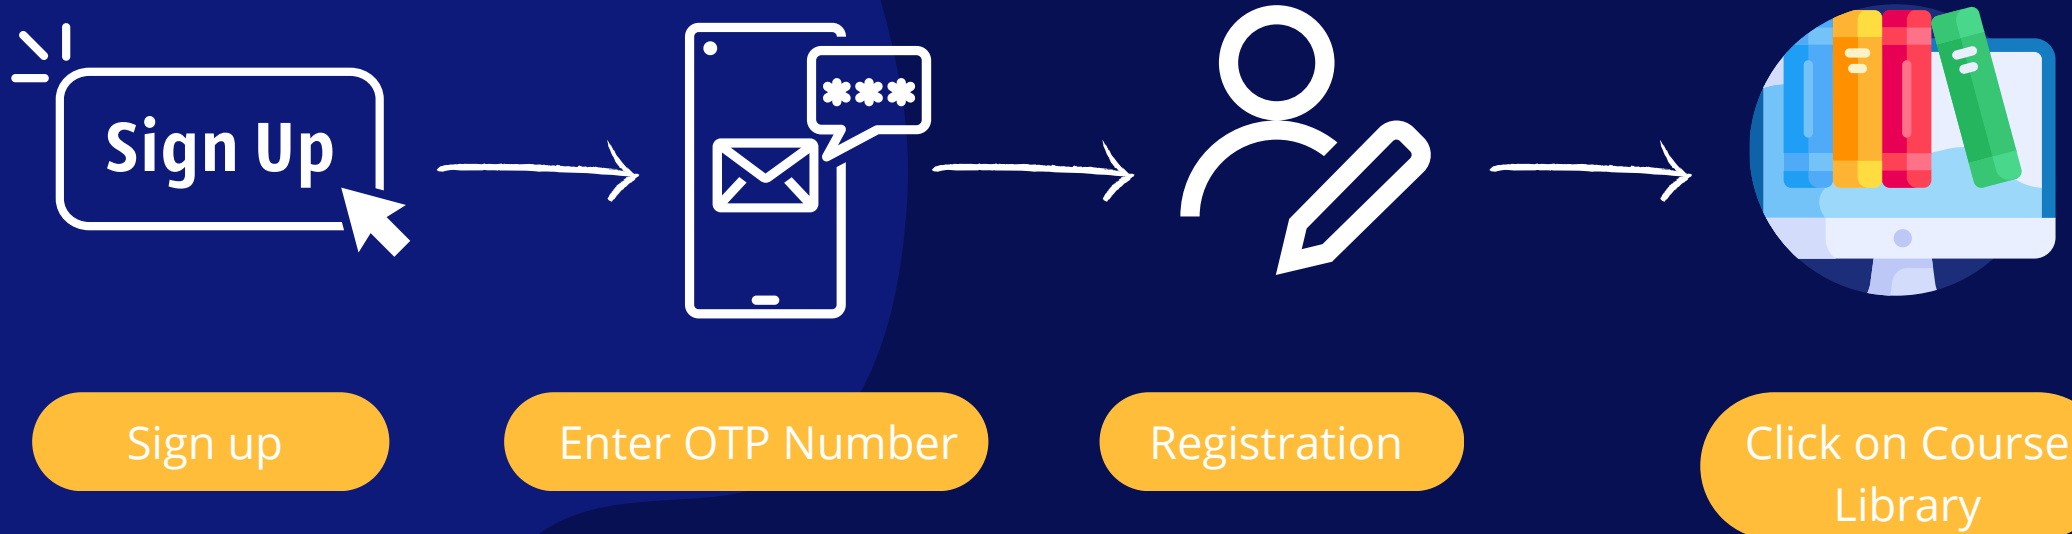 Sign Up
***
Sign up
Enter OTP Number
Registration
Click on Course
Library